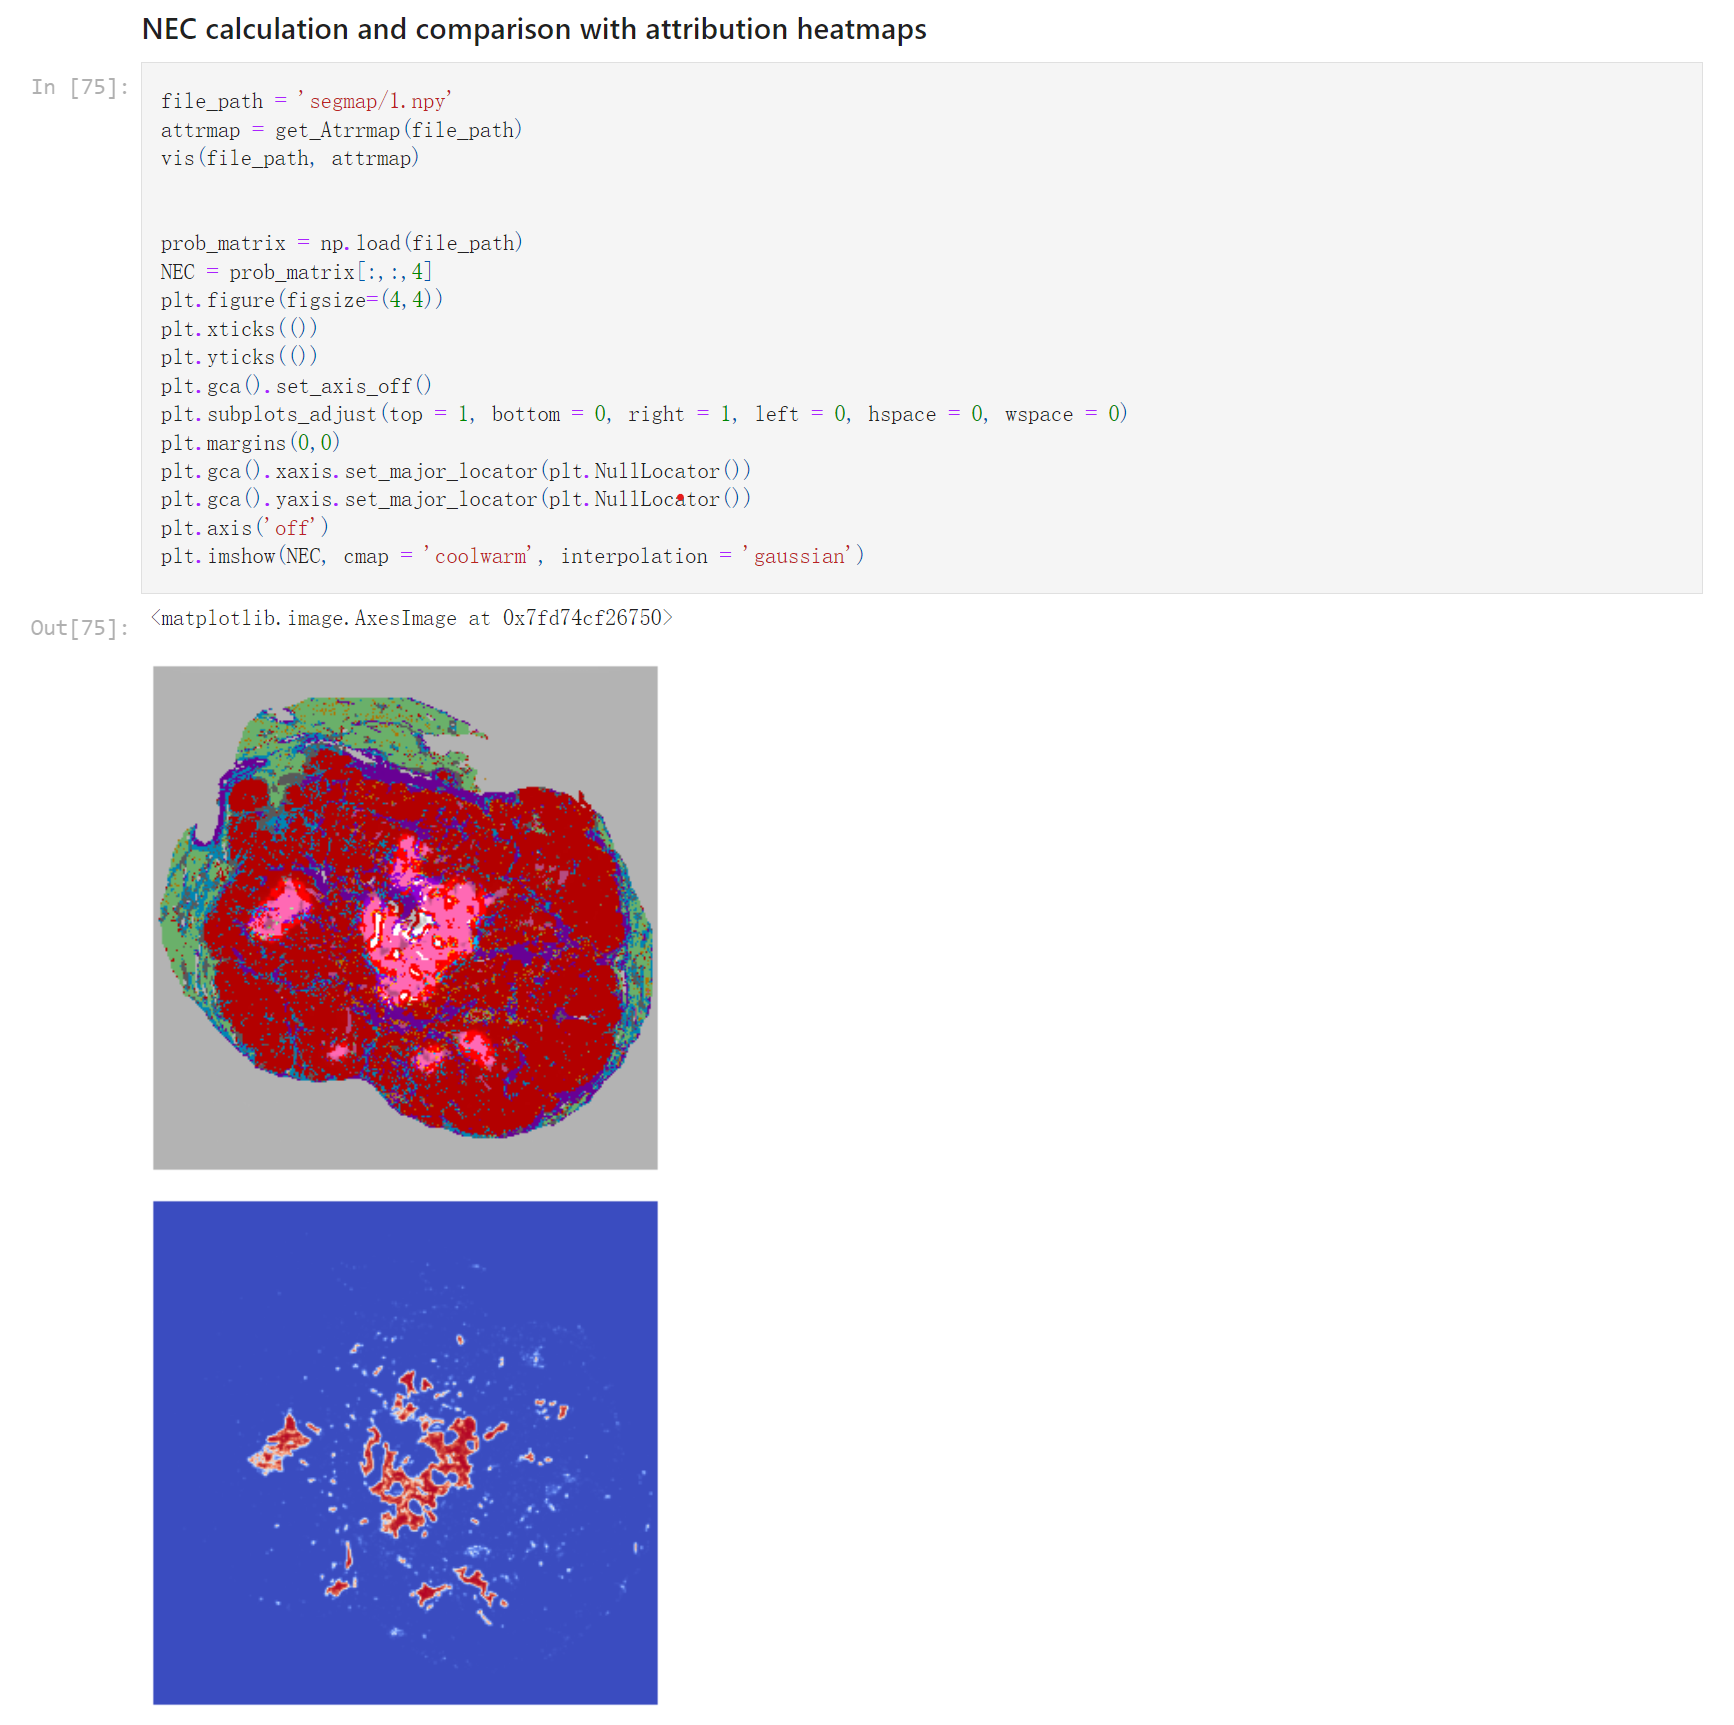 NEC calculation and comparison with attribution heatmaps
In [75]:
file_path = 'segmap/1.npy'
attrmap = get_Atrrmap(file_path)
vis(file_path, attrmap)
prob_matrix = np.load(file_path)
NEC = prob_matrix[:,:,4]
plt.figure(figsize=(4,4))
plt.xticks(())
plt.yticks(())
plt.gca().set_axis_off()
plt.subplots_adjust(top = 1, bottom = 0, right = 1, left = 0, hspace = 0, wspace = 0)
plt.margins(0,0)
plt.gca().xaxis.set_major_locator(plt.NullLocator())
plt.gca().yaxis.set_major_locator(plt.NullLocator())
plt.axis('off')
plt.imshow(NEC, cmap = 'coolwarm', interpolation = 'gaussian')
Out[75]:
<matplotlib.image.AxesImage at 0x7fd74cf26750>